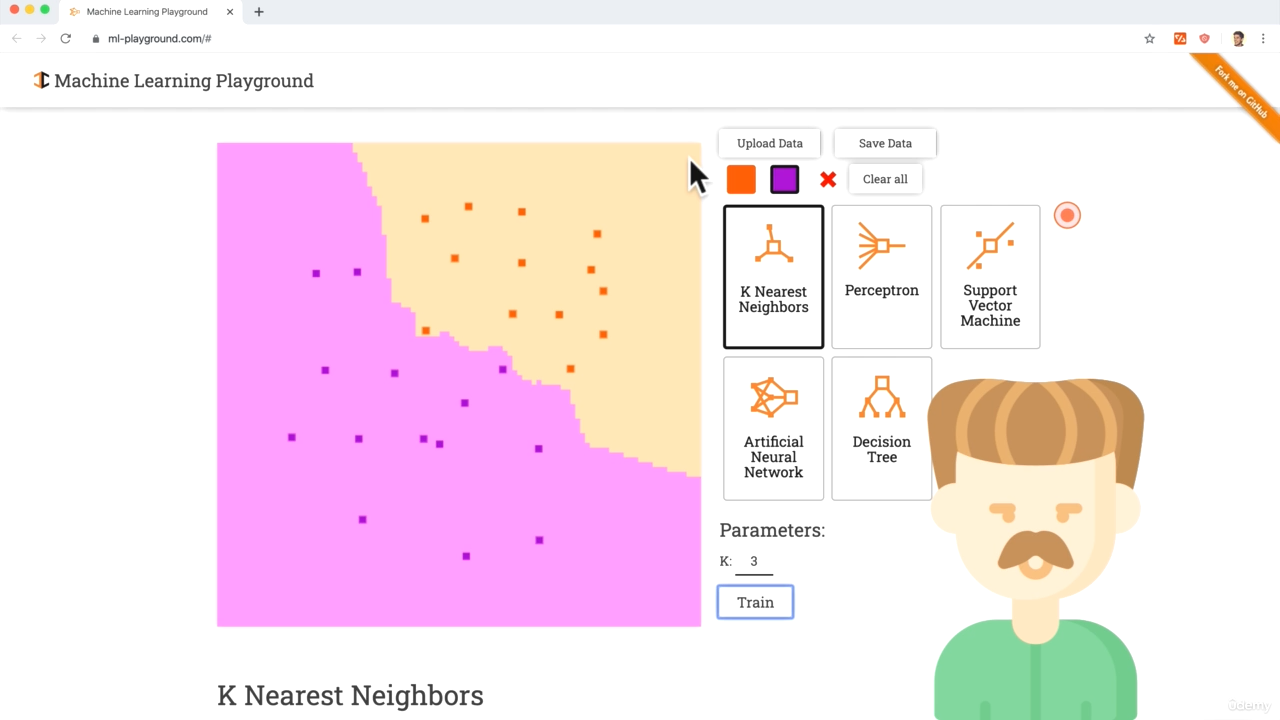 Machine Learning Playground
ml-playground.com/#
Fork me on GitHub
Machine Learning Playground
Upload Data
Save Data
Clear all
K Nearest
Neighbors
Perceptron
Support
Vector
Machine
Artificial
Neural
Network
Decision
Tree
Parameters:
K: 3
Train
K Nearest Neighbors
ûdemy